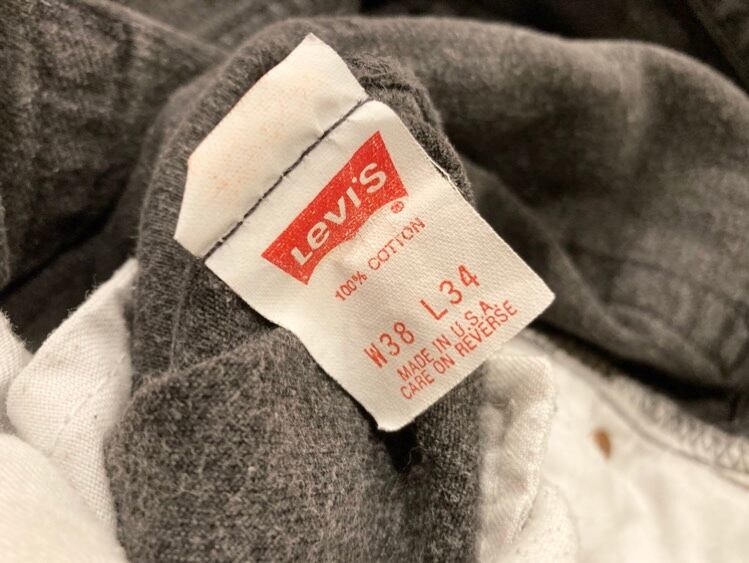 Levi's ®
100% COTTON
W38 L34
MADE IN U.S.A.
CARE ON REVERSE